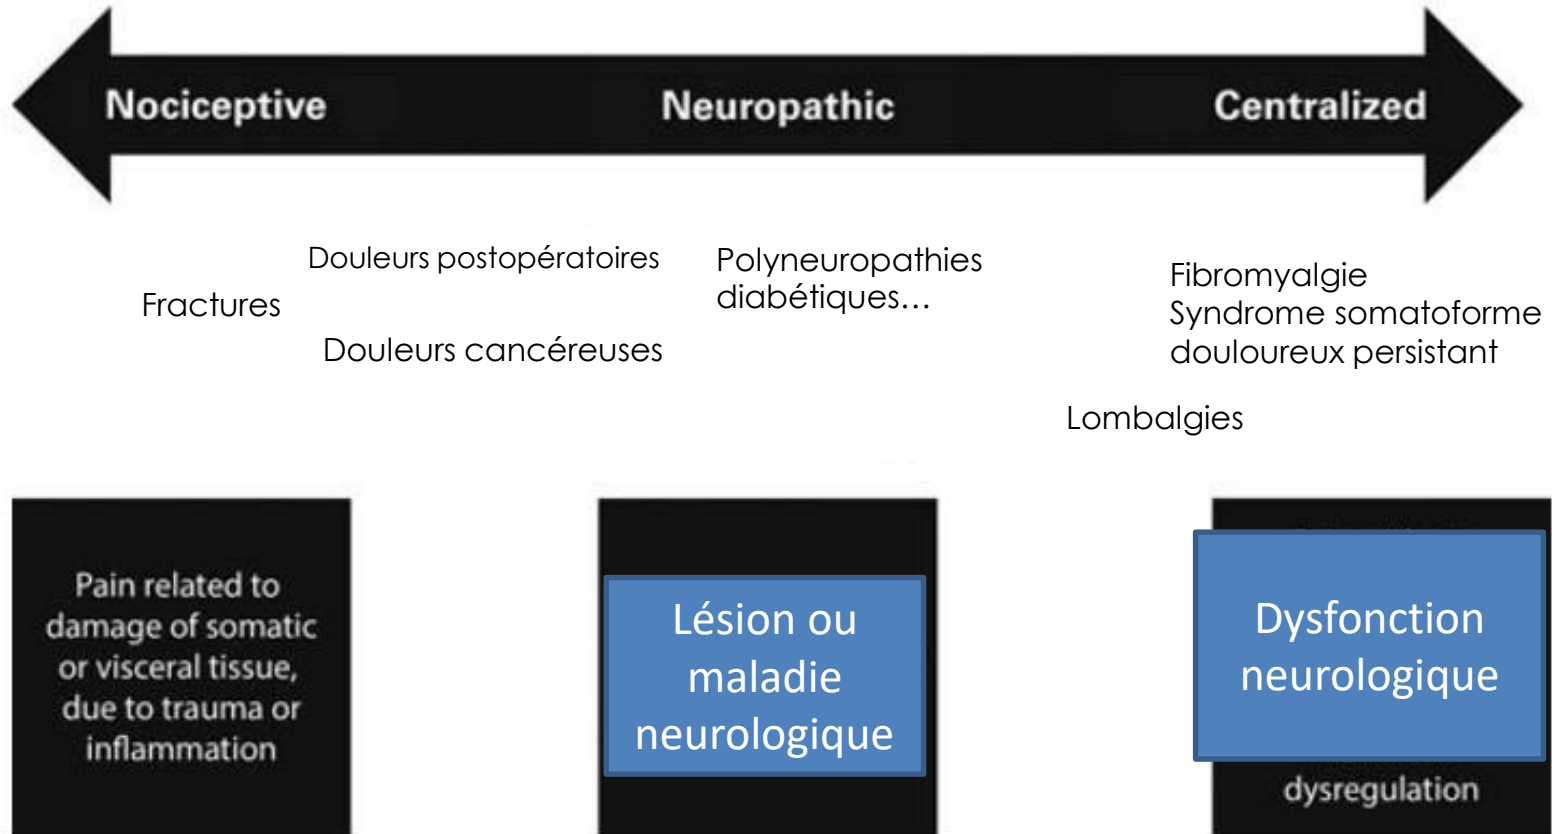 Nociceptive
Neuropathic
Centralized
Douleurs postopératoires
Fractures
Douleurs cancéreuses
Polyneuropathies
diabétiques…
Fibromyalgie
Syndrome somatoforme
douloureux persistant
Lombalgies
Pain related to
damage of somatic
or visceral tissue,
due to trauma or
inflammation
Lésion ou
maladie
neurologique
Dysfonction
neurologique
dysregulation